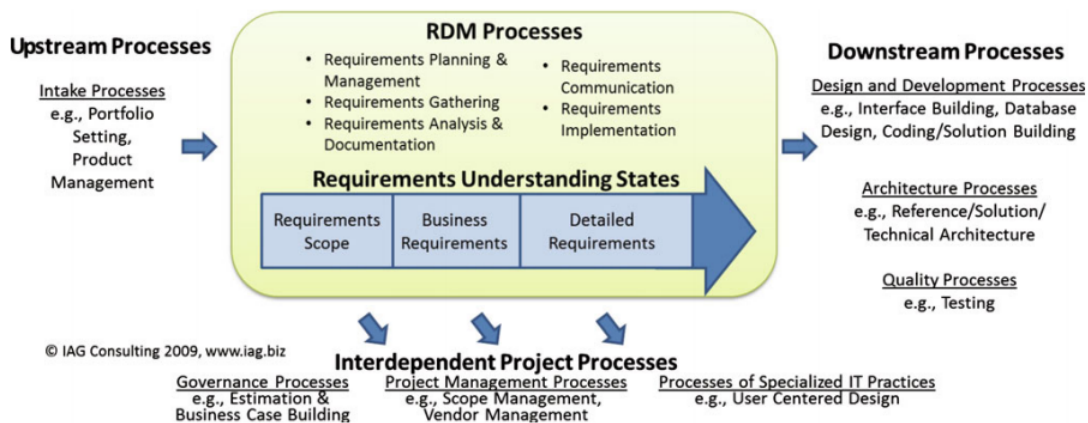 Upstream Processes
Intake Processes
e.g., Portfolio
Setting,
Product
Management
RDM Processes
• Requirements Planning &
Management
• Requirements Gathering
• Requirements Analysis &
Documentation
• Requirements
Communication
• Requirements
Implementation
Requirements Understanding States
Requirements
Scope
Business
Requirements
Detailed
Requirements
Downstream Processes
Design and Development Processes
e.g., Interface Building, Database
Design, Coding/Solution Building
Architecture Processes
e.g., Reference/Solution/
Technical Architecture
Quality Processes
e.g., Testing
© IAG Consulting 2009, www.iag.biz
Interdependent Project Processes
Governance Processes
e.g., Estimation &
Business Case Building
Project Management Processes
e.g., Scope Management,
Vendor Management
Processes of Specialized IT Practices
e.g., User Centered Design